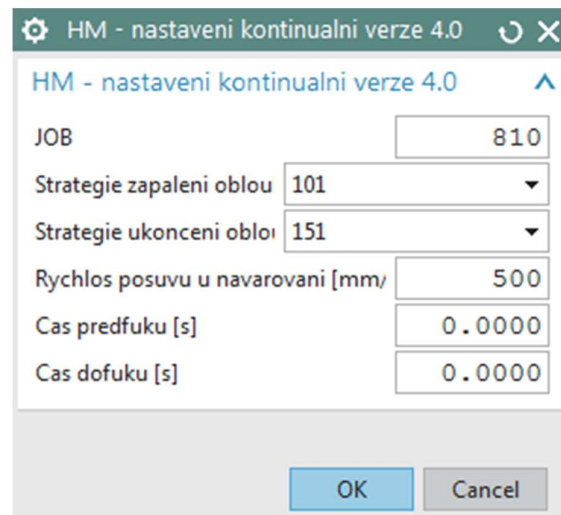 HM - nastaveni kontinualni verze 4.0
HM - nastaveni kontinualni verze 4.0
JOB 810
Strategie zapaleni oblou 101
Strategie ukonceni oblou 151
Rychlos posuvu u navarovani [mm/ 500
Cas predfuku [s] 0.0000
Cas dofuku [s] 0.0000
OK Cancel